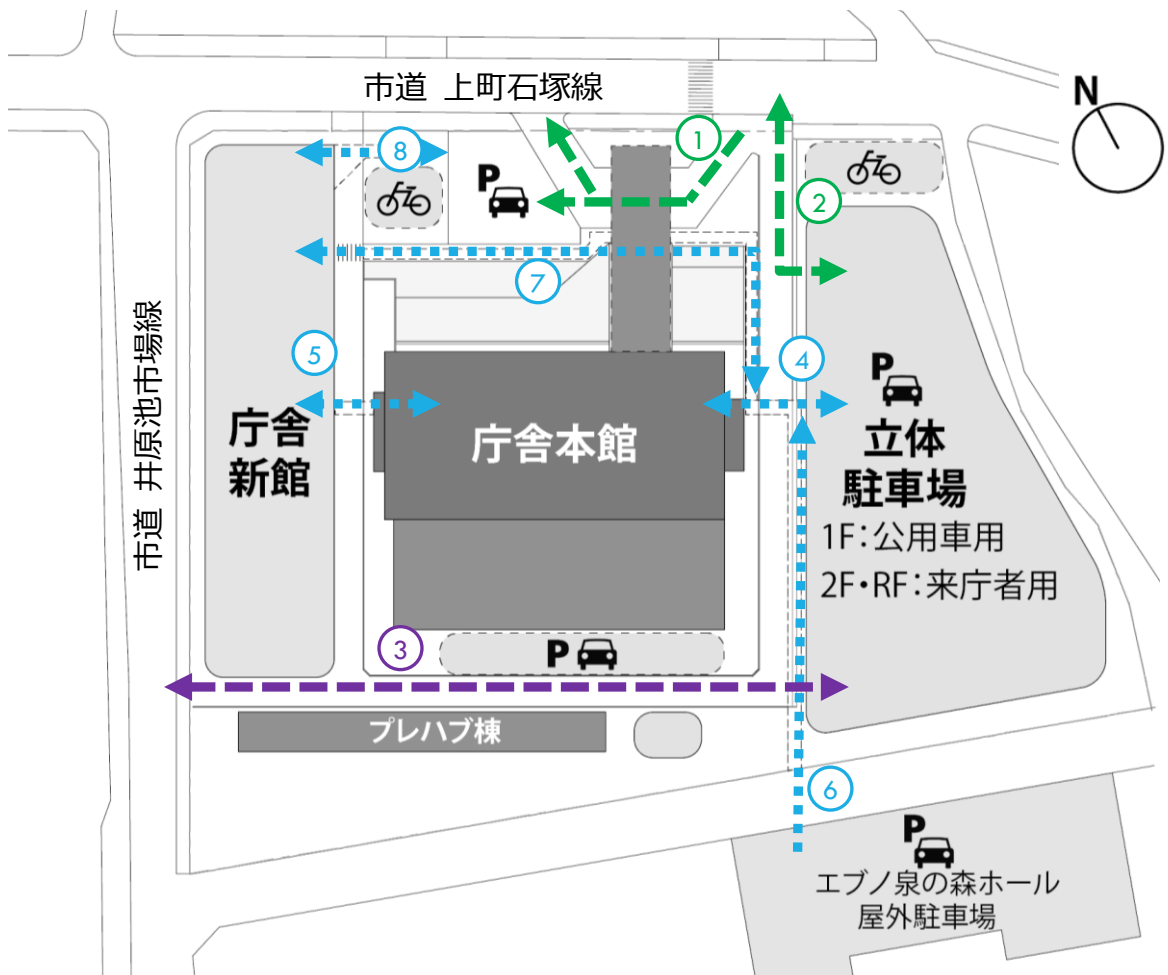 市道 上町石塚線
N
1
8
P
2
7
市道 井原池市場線
5
4
P
庁舎
新館
庁舎本館
立体
駐車場
1F:公用車用
2F・RF:来庁者用
3
P
プレハブ棟
6
P
エブノ泉の森ホール
屋外駐車場